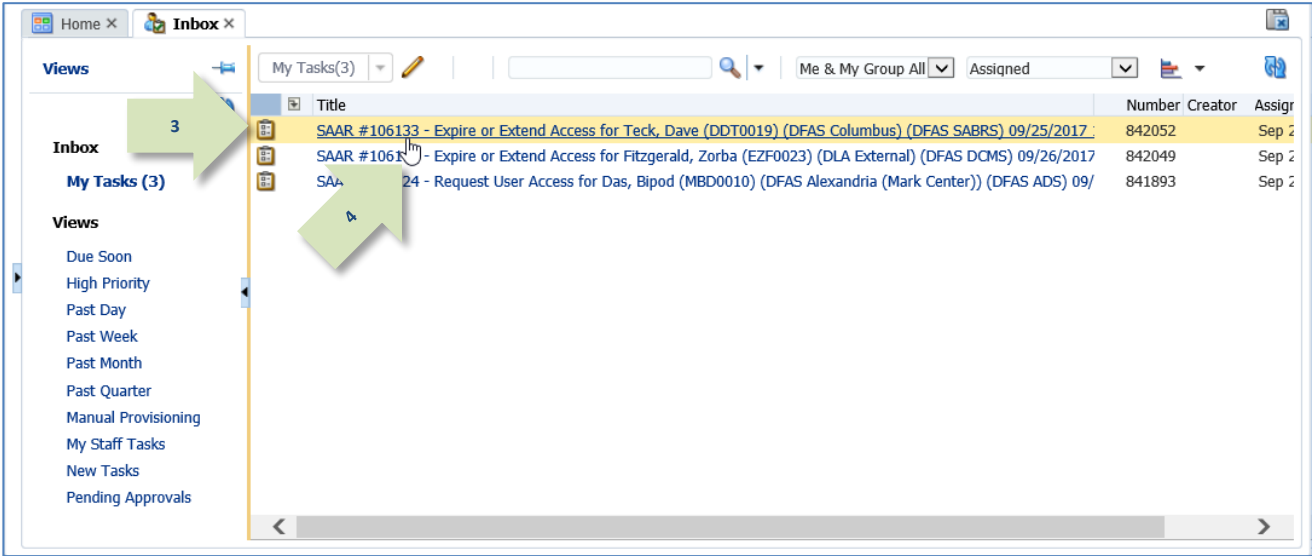 Home × Inbox ×
Views
My Tasks(3) Me & My Group All Assigned
Title Number Creator Assign
3
SAAR #106133 - Expire or Extend Access for Teck, Dave (DDT0019) (DFAS Columbus) (DFAS SABRS) 09/25/2017 842052 Sep 2
Inbox
SAAR #1061 - Expire or Extend Access for Fitzgerald, Zorba (EZF0023) (DLA External) (DFAS DCMS) 09/26/2017 842049 Sep 2
My Tasks (3)
24 - Request User Access for Das, Bipod (MBD0010) (DFAS Alexandria (Mark Center)) (DFAS ADS) 09/ 841893 Sep 2
4
Views
Due Soon
High Priority
Past Day
Past Week
Past Month
Past Quarter
Manual Provisioning
My Staff Tasks
New Tasks
Pending Approvals